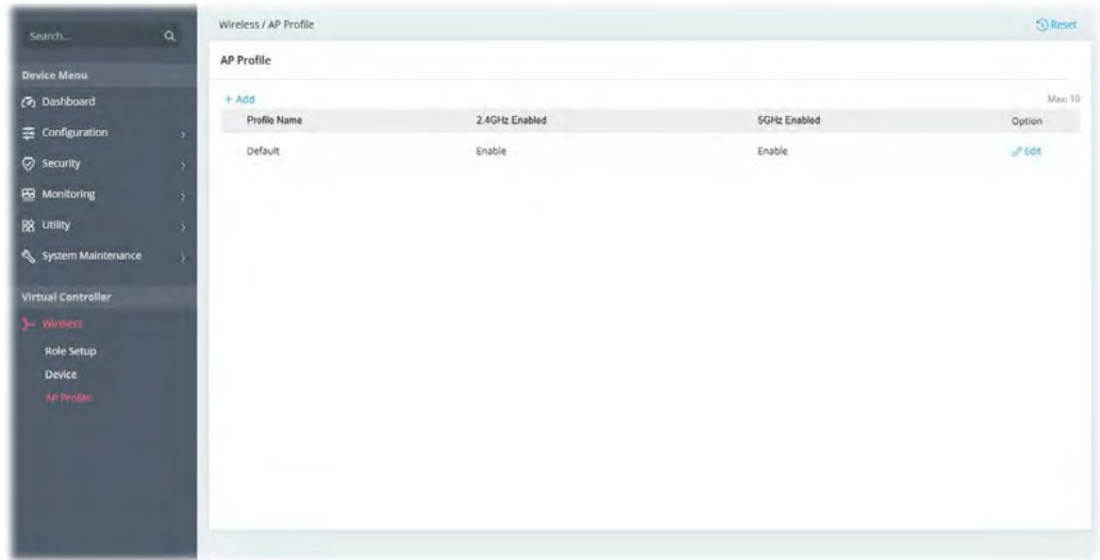 Search...
Device Menu
Dashboard
Configuration
Security
Monitoring
Utility
System Maintenance
Virtual Controller
Wireless
Role Setup
Device
AP Profile
Wireless / AP Profile
Reset
AP Profile
+ Add
Max: 10
Profile Name 2.4GHz Enabled 5GHz Enabled Option
Default Enable Enable Edit